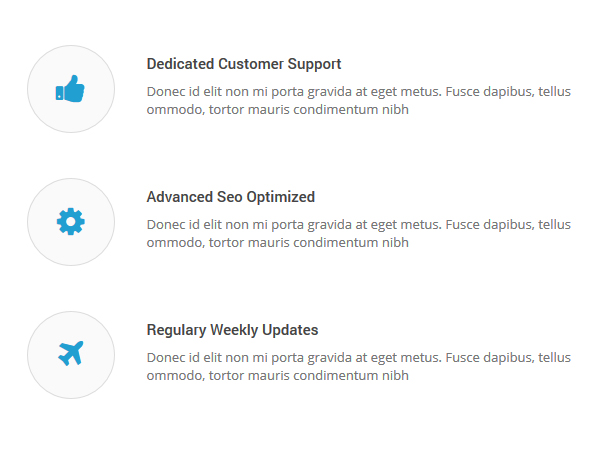 Dedicated Customer Support
Donec id elit non mi porta gravida at eget metus. Fusce dapibus, tellus
ommodo, tortor mauris condimentum nibh
Advanced Seo Optimized
Donec id elit non mi porta gravida at eget metus. Fusce dapibus, tellus
ommodo, tortor mauris condimentum nibh
Regulary Weekly Updates
Donec id elit non mi porta gravida at eget metus. Fusce dapibus, tellus
ommodo, tortor mauris condimentum nibh